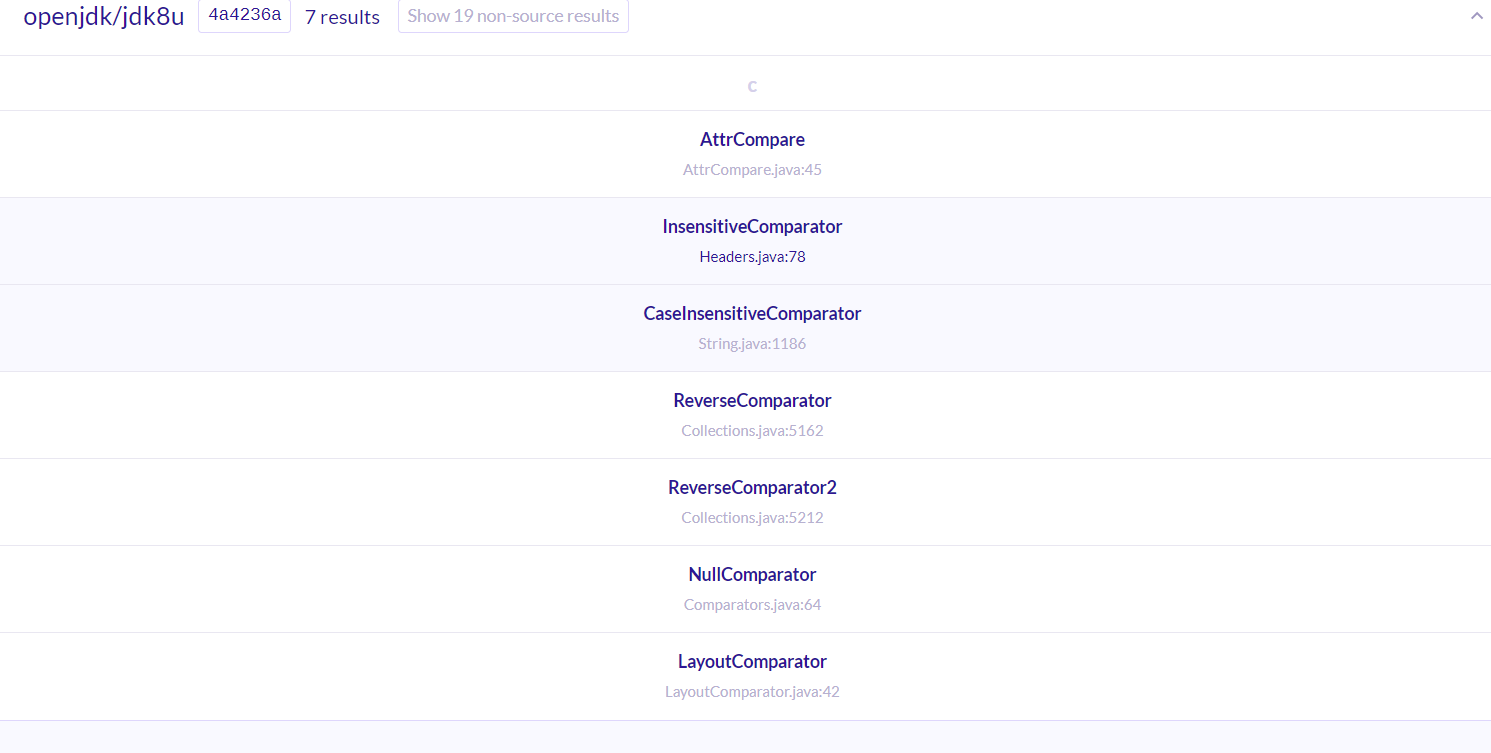 openjdk/jdk8u 4a4236a 7 results Show 19 non-source results
c
AttrCompare
AttrCompare.java:45
InsensitiveComparator
Headers.java:78
CaseInsensitiveComparator
String.java:1186
ReverseComparator
Collections.java:5162
ReverseComparator2
Collections.java:5212
NullComparator
Comparators.java:64
LayoutComparator
LayoutComparator.java:42